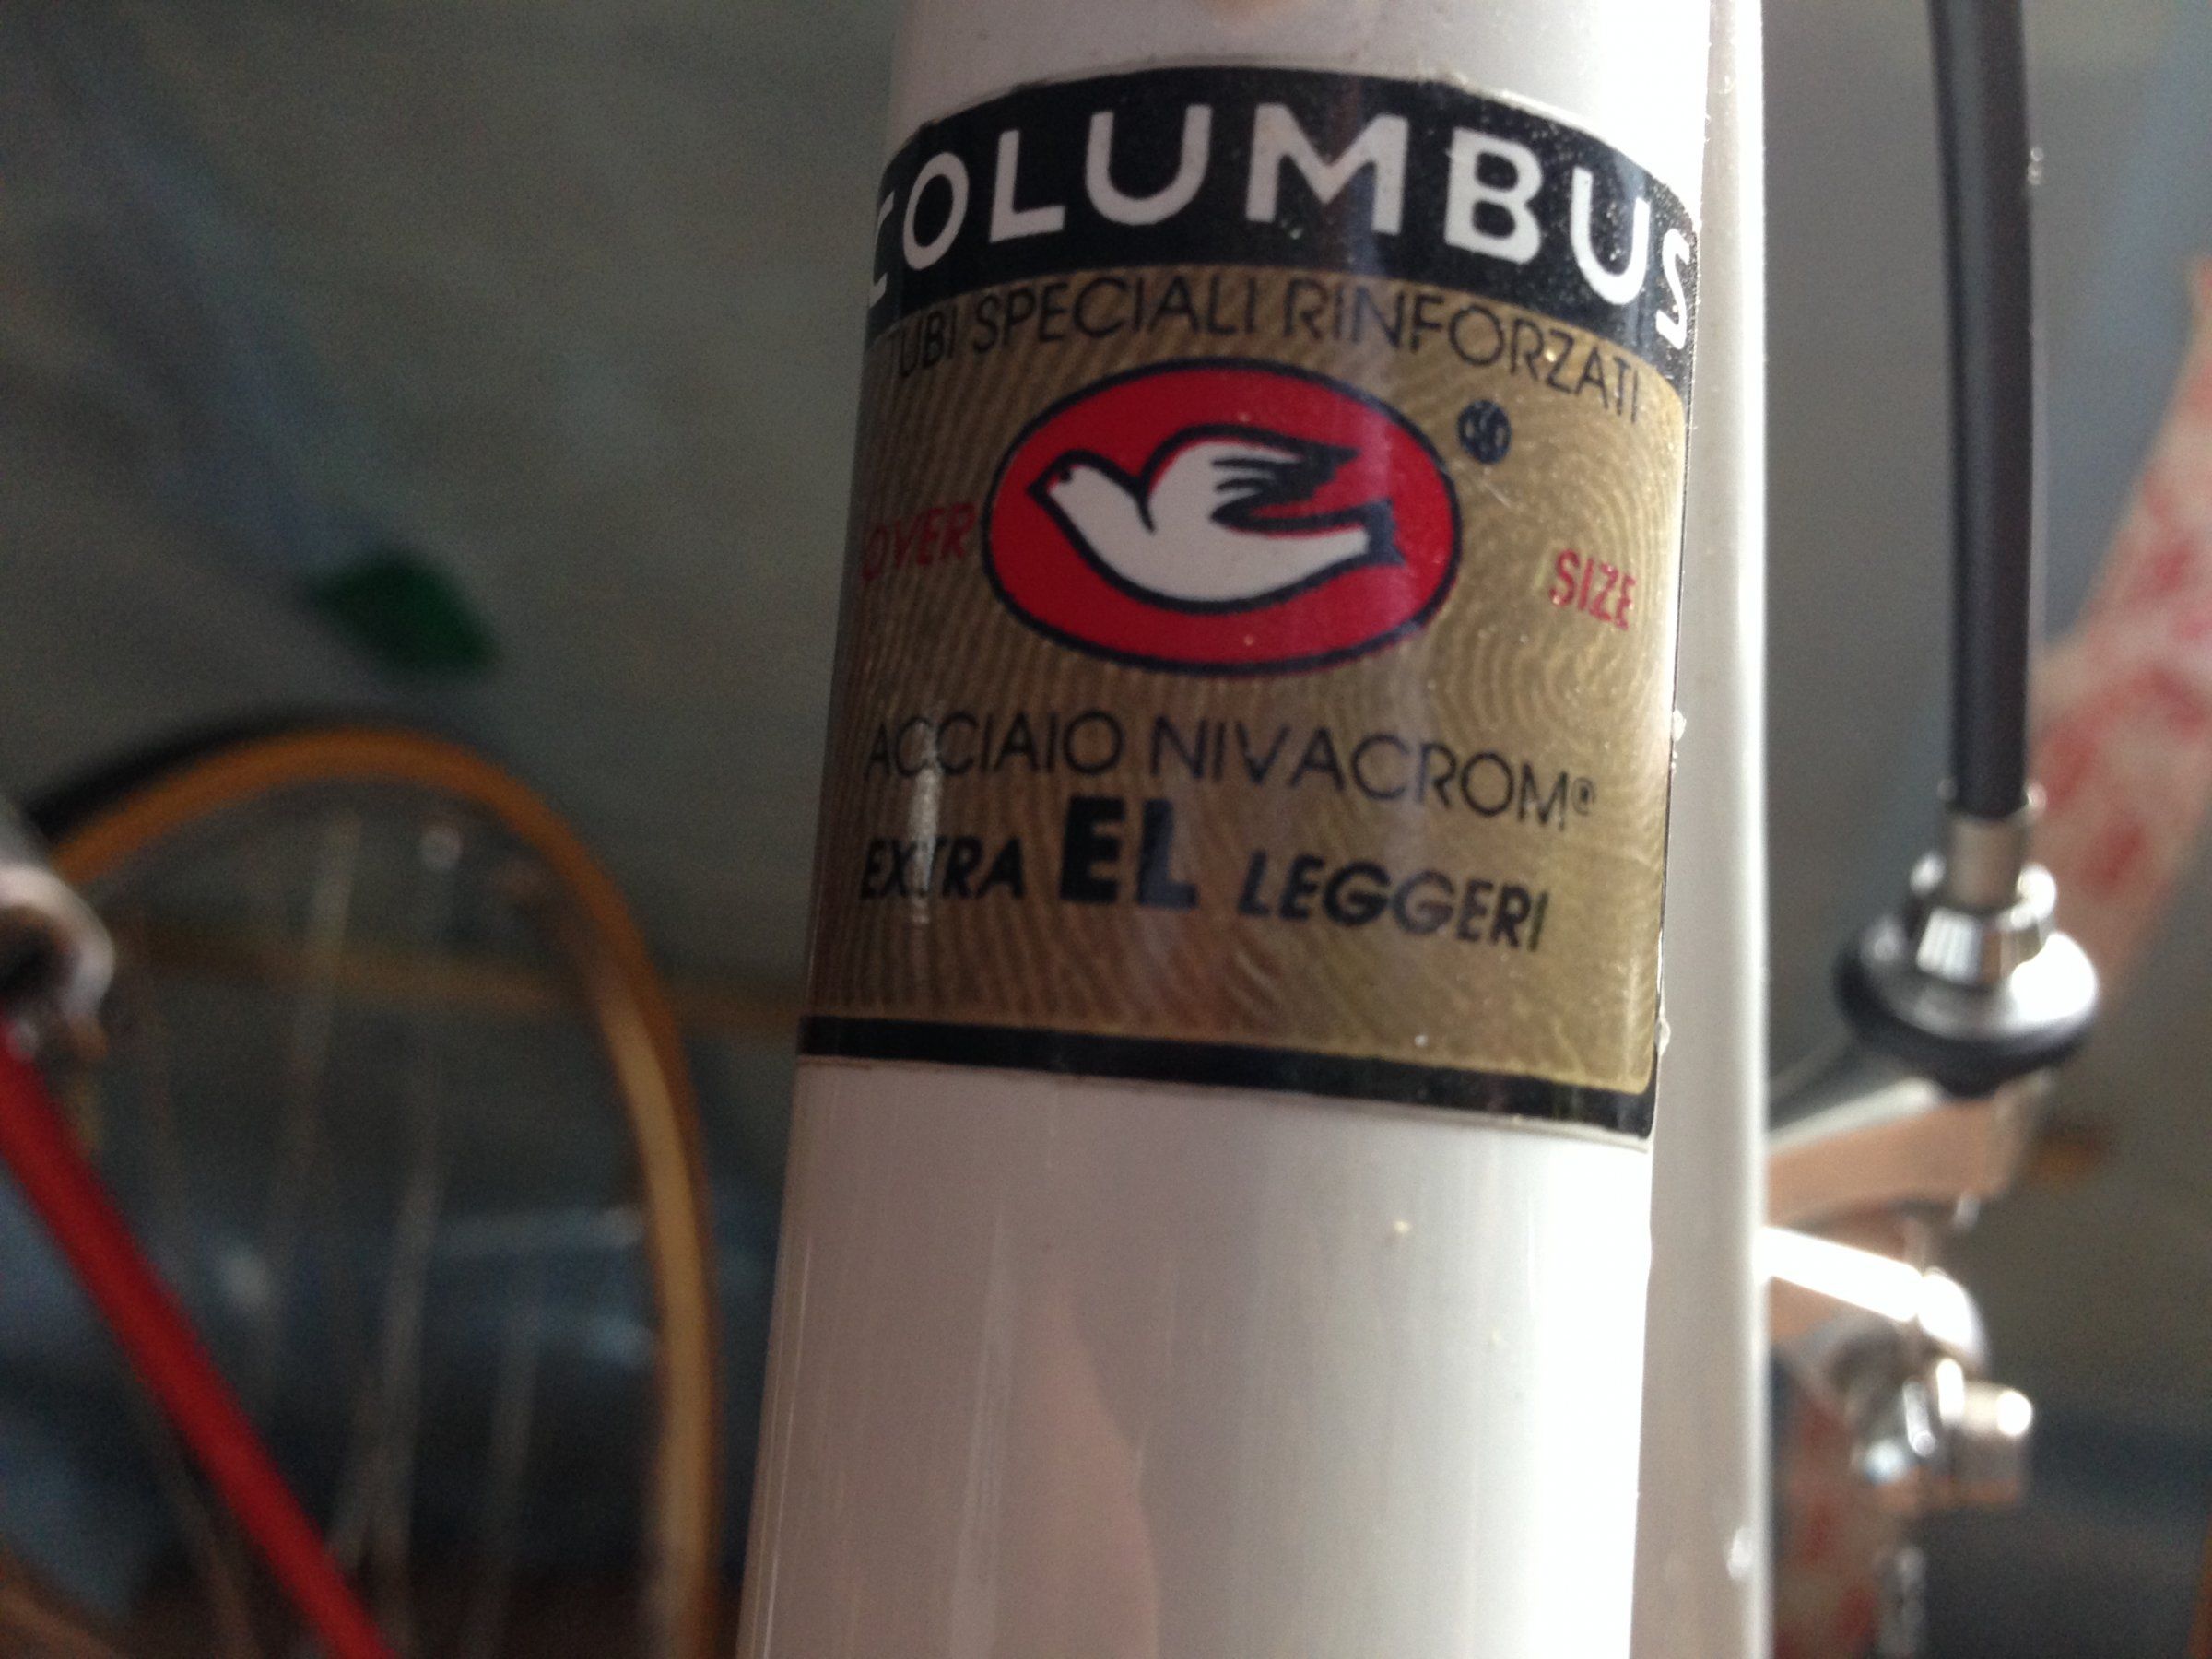 COLUMBUS
TUBI SPECIALI RINFORZATI
OVER SIZE
ACCIAIO NIVACROM®
EXTRA EL LEGGERI